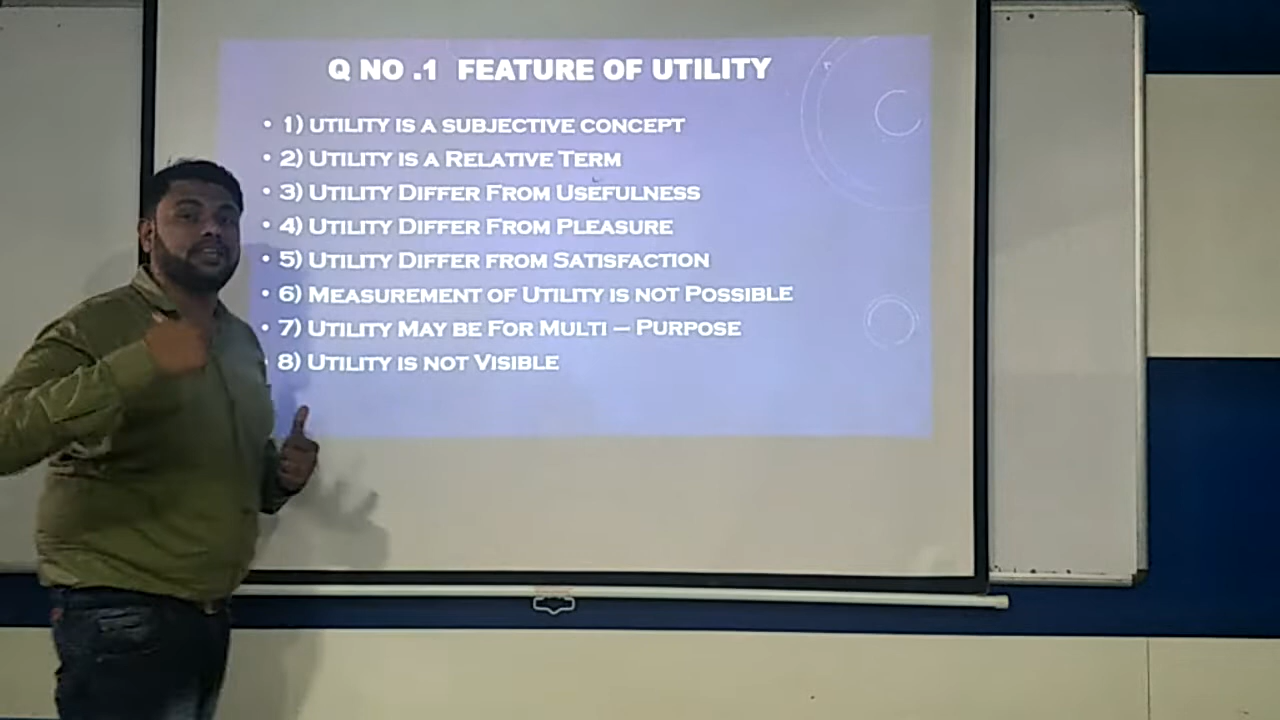 Q NO .1 FEATURE OF UTILITY
• 1) UTILITY IS A SUBJECTIVE CONCEPT
• 2) UTILITY IS A RELATIVE TERM
• 3) UTILITY DIFFER FROM USEFULNESS
• 4) UTILITY DIFFER FROM PLEASURE
• 5) UTILITY DIFFER FROM SATISFACTION
• 6) MEASUREMENT OF UTILITY IS NOT POSSIBLE
• 7) UTILITY MAY BE FOR MULTI – PURPOSE
• 8) UTILITY IS NOT VISIBLE